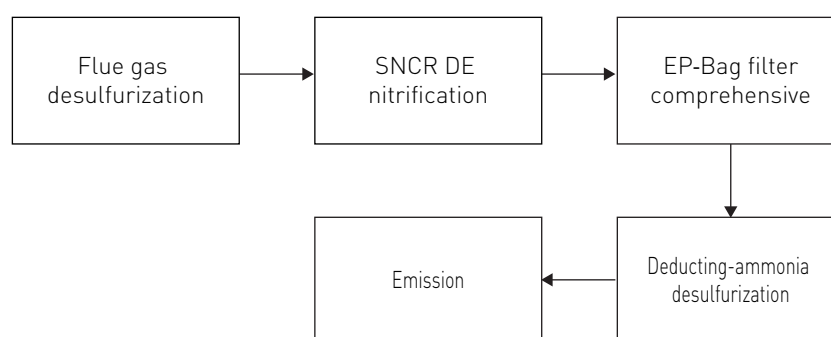 Flue gas
desulfurization
SNCR DE
nitrification
EP-Bag filter
comprehensive
Deducting-ammonia
desulfurization
Emission